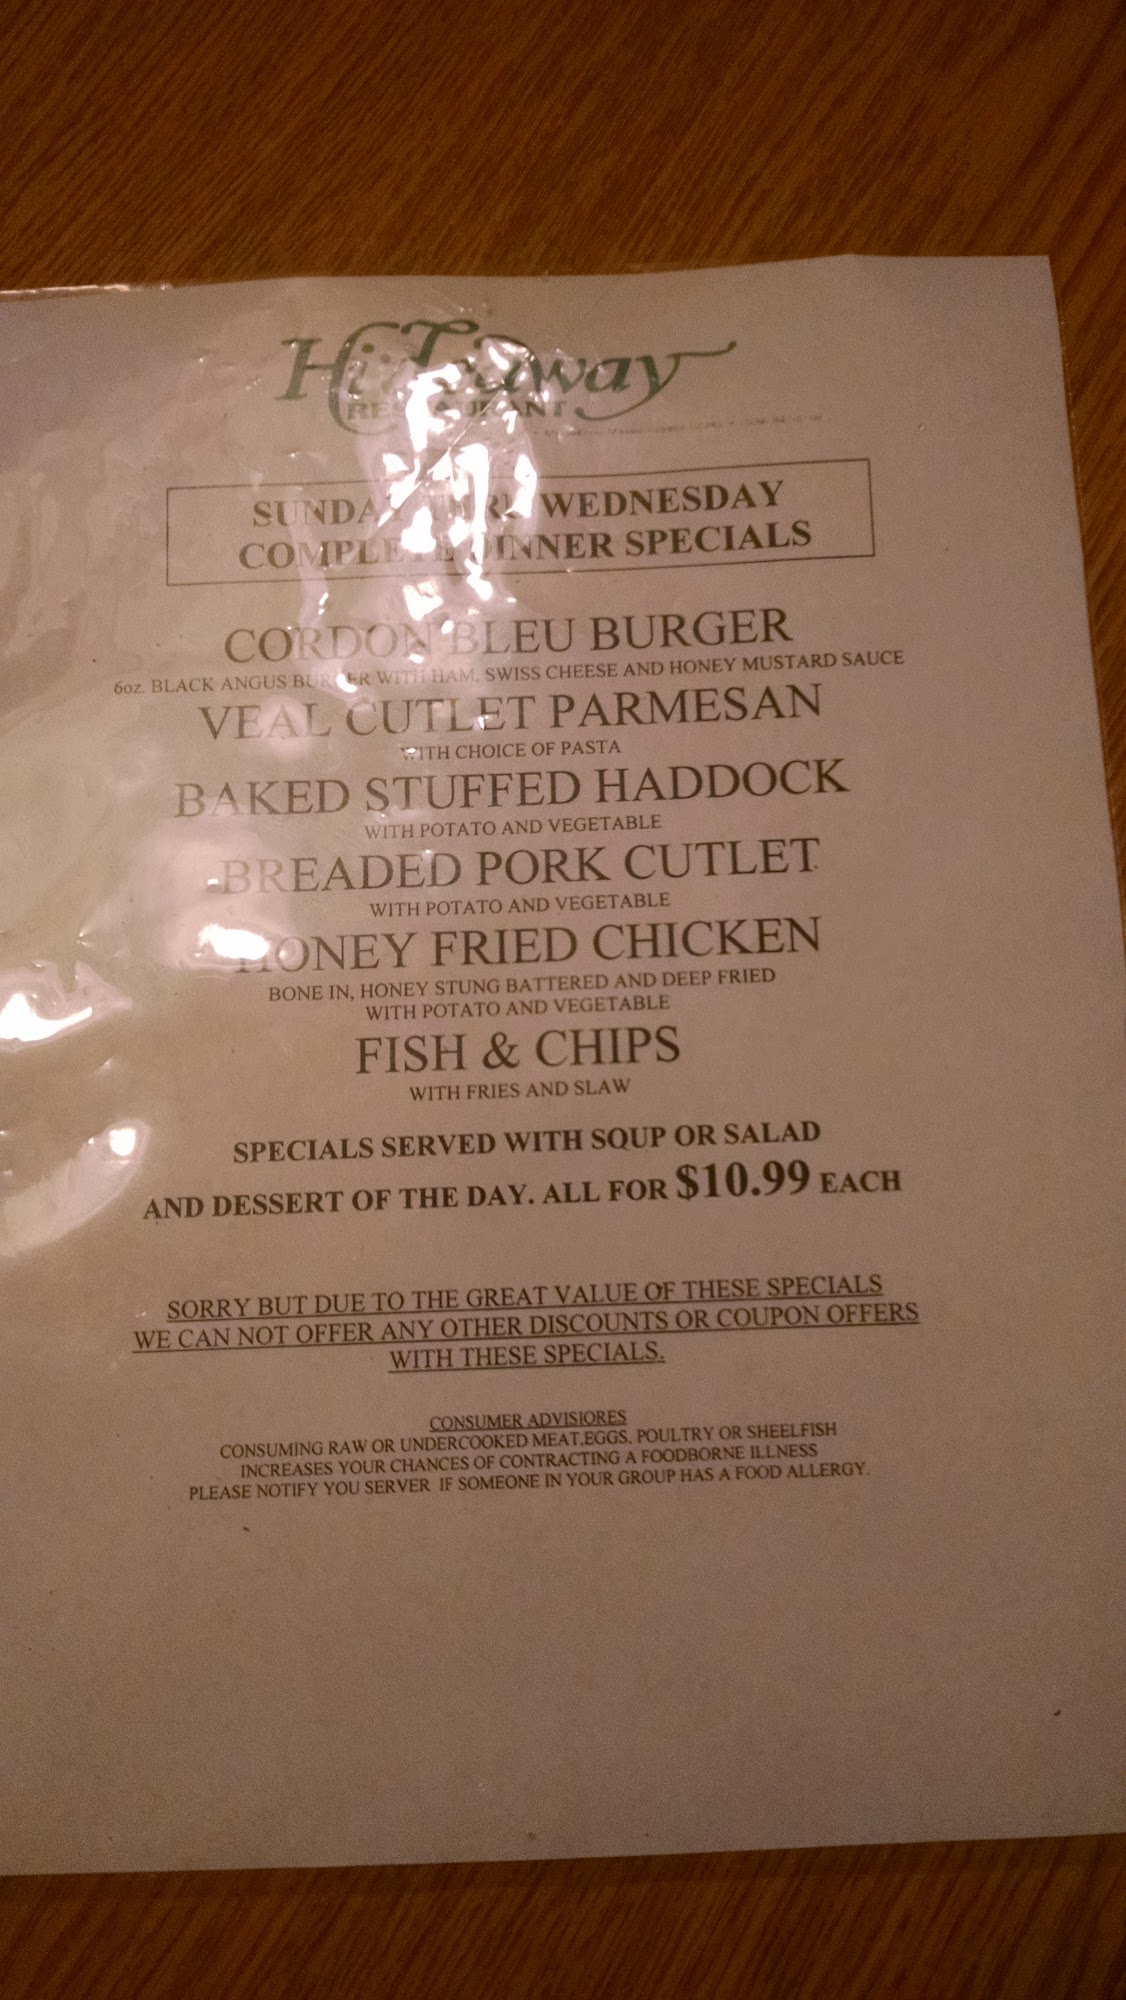 Hideaway
RESTAURANT
SUNDAY THRU WEDNESDAY
COMPLETE DINNER SPECIALS
CORDON BLEU BURGER
6oz. BLACK ANGUS BURGER WITH HAM, SWISS CHEESE AND HONEY MUSTARD SAUCE
VEAL CUTLET PARMESAN
WITH CHOICE OF PASTA
BAKED STUFFED HADDOCK
WITH POTATO AND VEGETABLE
BREADED PORK CUTLET
WITH POTATO AND VEGETABLE
HONEY FRIED CHICKEN
BONE IN, HONEY STUNG BATTERED AND DEEP FRIED
WITH POTATO AND VEGETABLE
FISH & CHIPS
WITH FRIES AND SLAW
SPECIALS SERVED WITH SOUP OR SALAD
AND DESSERT OF THE DAY. ALL FOR $10.99 EACH
SORRY BUT DUE TO THE GREAT VALUE OF THESE SPECIALS
WE CAN NOT OFFER ANY OTHER DISCOUNTS OR COUPON OFFERS
WITH THESE SPECIALS.
CONSUMER ADVISIORES
CONSUMING RAW OR UNDERCOOKED MEAT,EGGS, POULTRY OR SHEELFISH
INCREASES YOUR CHANCES OF CONTRACTING A FOODBORNE ILLNESS
PLEASE NOTIFY YOU SERVER IF SOMEONE IN YOUR GROUP HAS A FOOD ALLERGY.